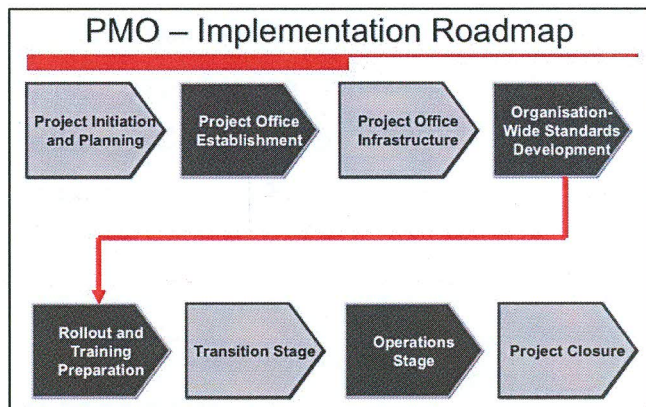 PMO – Implementation Roadmap
Project Initiation
and Planning
Project Office
Establishment
Project Office
Infrastructure
Organisation-
Wide Standards
Development
Rollout and
Training
Preparation
Transition Stage
Operations
Stage
Project Closure